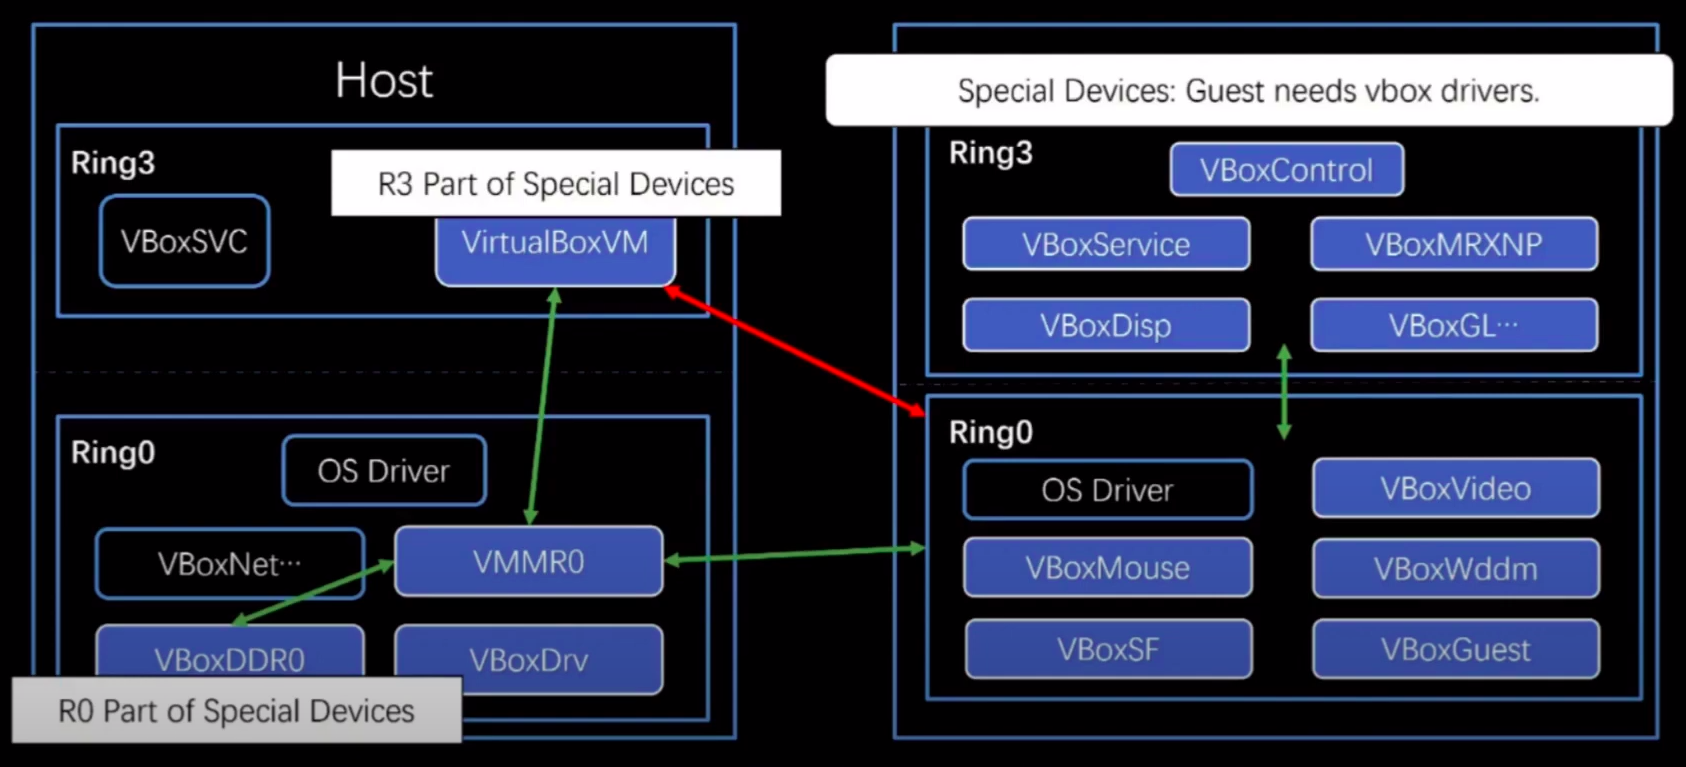 Host
Ring3
R3 Part of Special Devices
VBoxSVC
VirtualBoxVM
Ring0
OS Driver
VBoxNet···
VMMR0
VBoxDDR0
VBoxDrv
R0 Part of Special Devices
Special Devices: Guest needs vbox drivers.
Ring3
VBoxControl
VBoxService
VBoxMRXNP
VBoxDisp
VBoxGL···
Ring0
OS Driver
VBoxVideo
VBoxMouse
VBoxWddm
VBoxSF
VBoxGuest